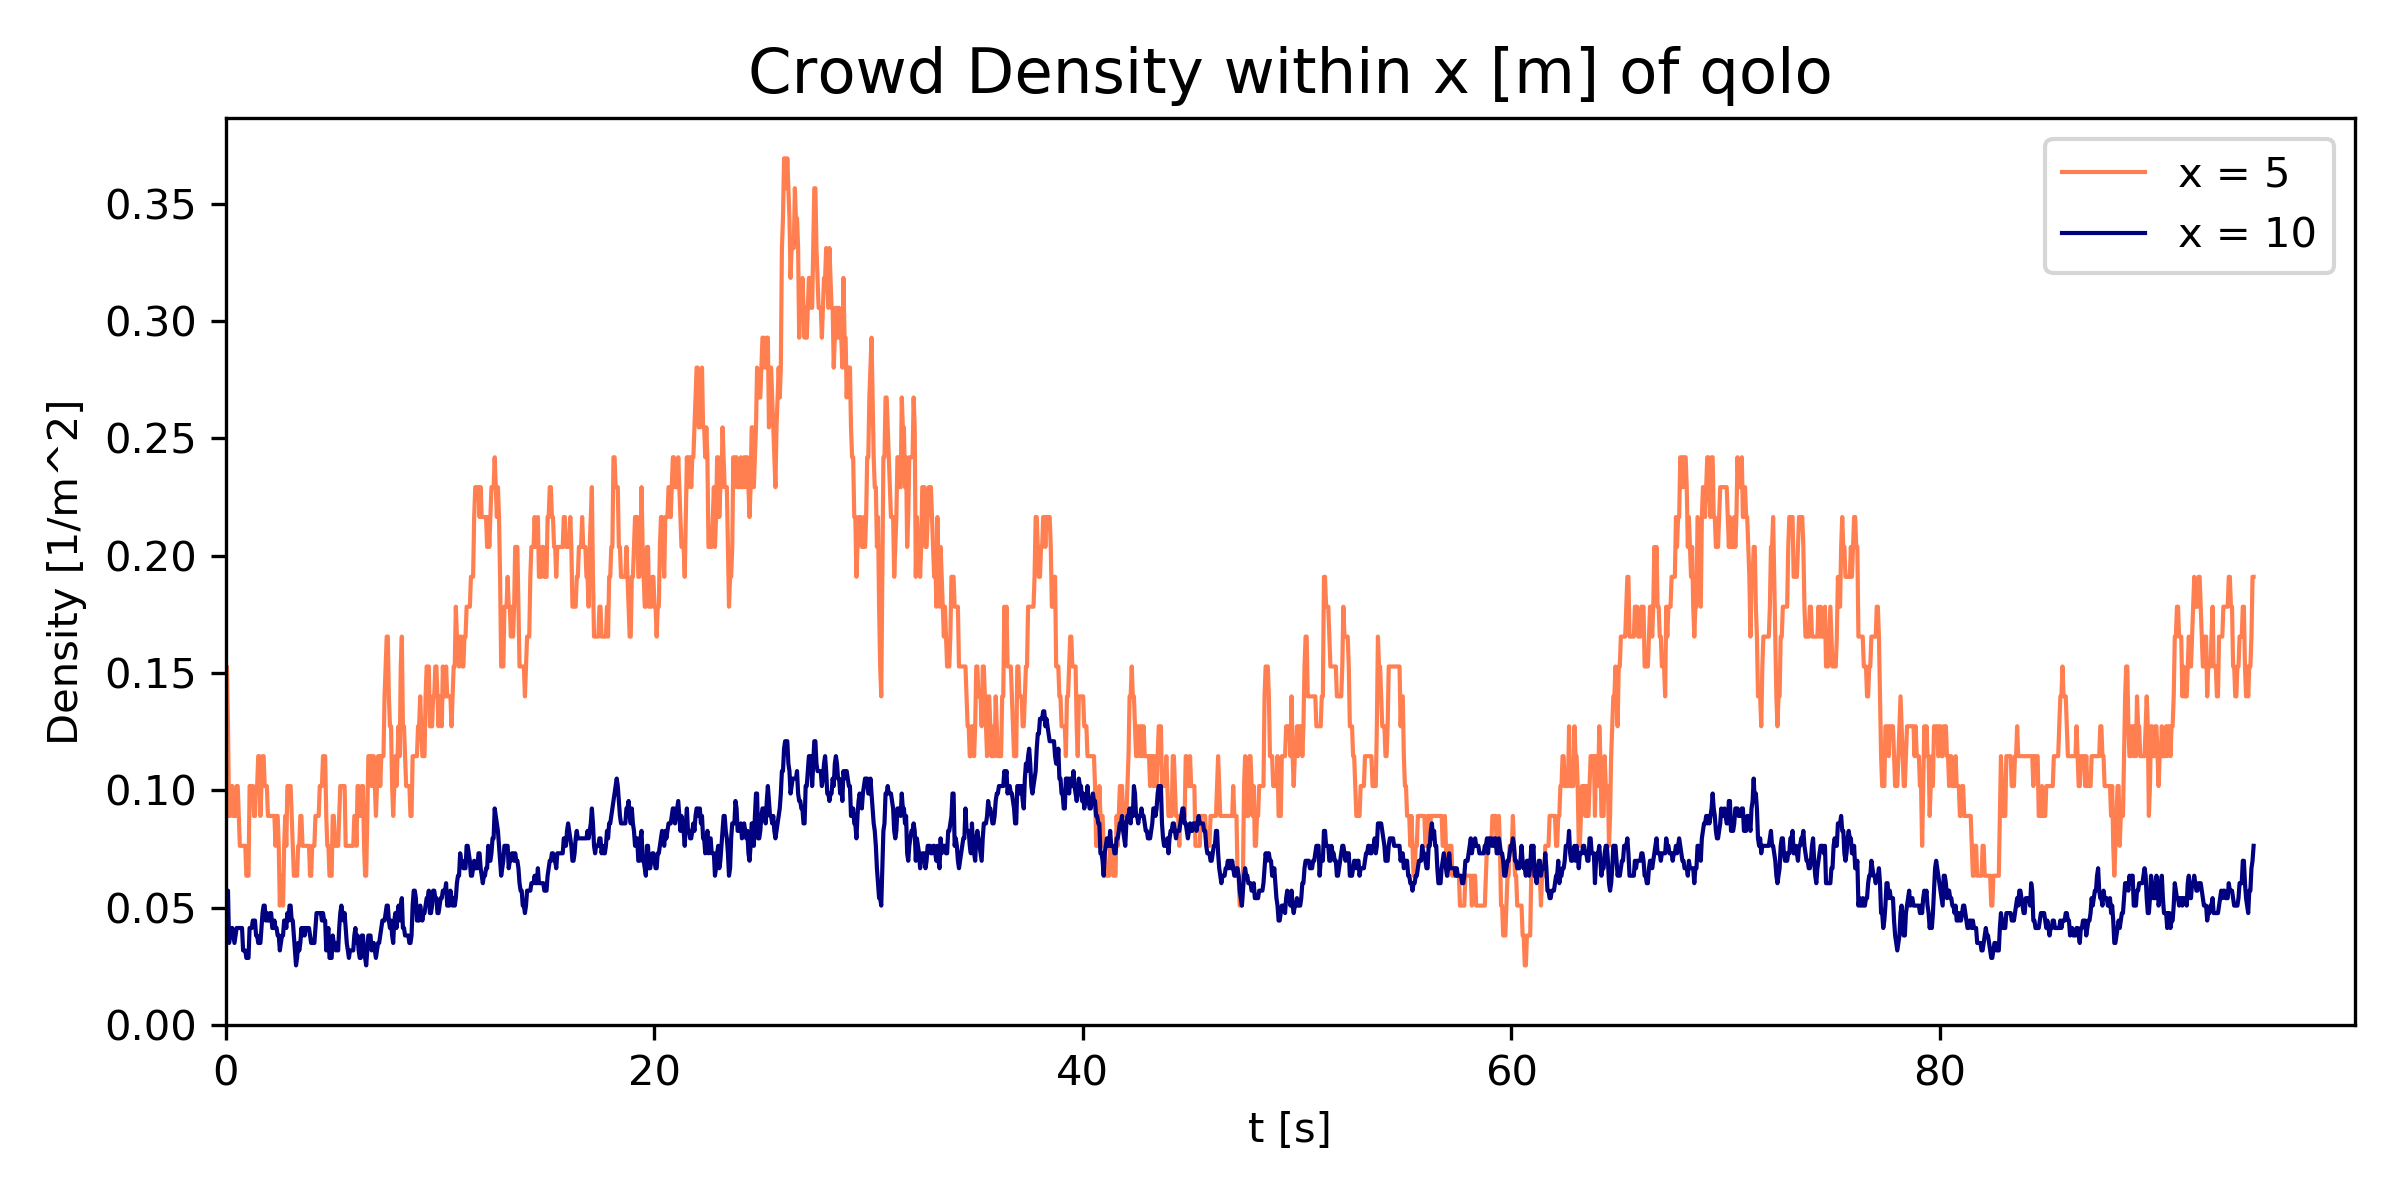 Crowd Density within x [m] of qolo
x = 5
x = 10
0.35
0.30
0.25
0.20
0.15
0.10
0.05
0.00
Density [1/m^2]
0 20 40 60 80
t [s]